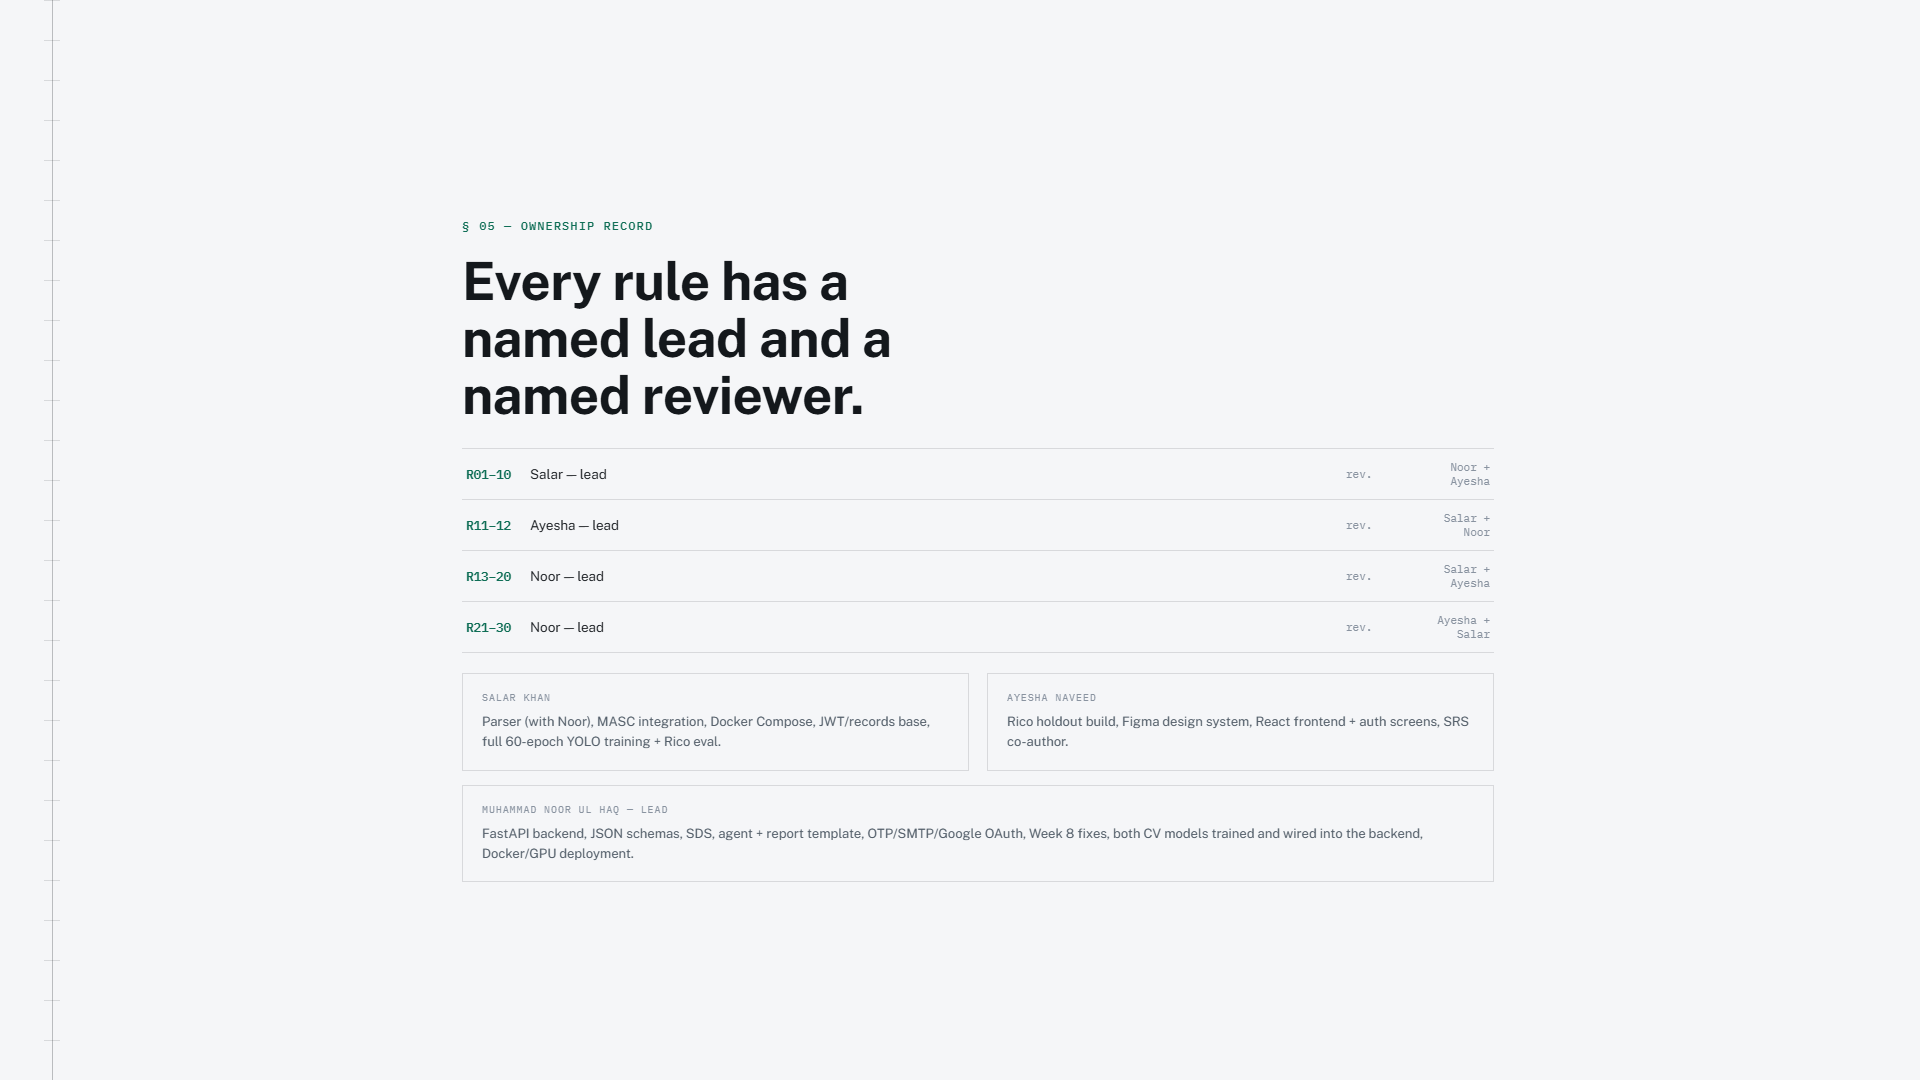 § 05 — OWNERSHIP RECORD
Every rule has a
named lead and a
named reviewer.
R01–10 Salar — lead rev. Noor +
Ayesha
R11–12 Ayesha — lead rev. Salar +
Noor
R13–20 Noor — lead rev. Salar +
Ayesha
R21–30 Noor — lead rev. Ayesha +
Salar
SALAR KHAN
Parser (with Noor), MASC integration, Docker Compose, JWT/records base,
full 60-epoch YOLO training + Rico eval.
AYESHA NAVEED
Rico holdout build, Figma design system, React frontend + auth screens, SRS
co-author.
MUHAMMAD NOOR UL HAQ — LEAD
FastAPI backend, JSON schemas, SDS, agent + report template, OTP/SMTP/Google OAuth, Week 8 fixes, both CV models trained and wired into the backend,
Docker/GPU deployment.